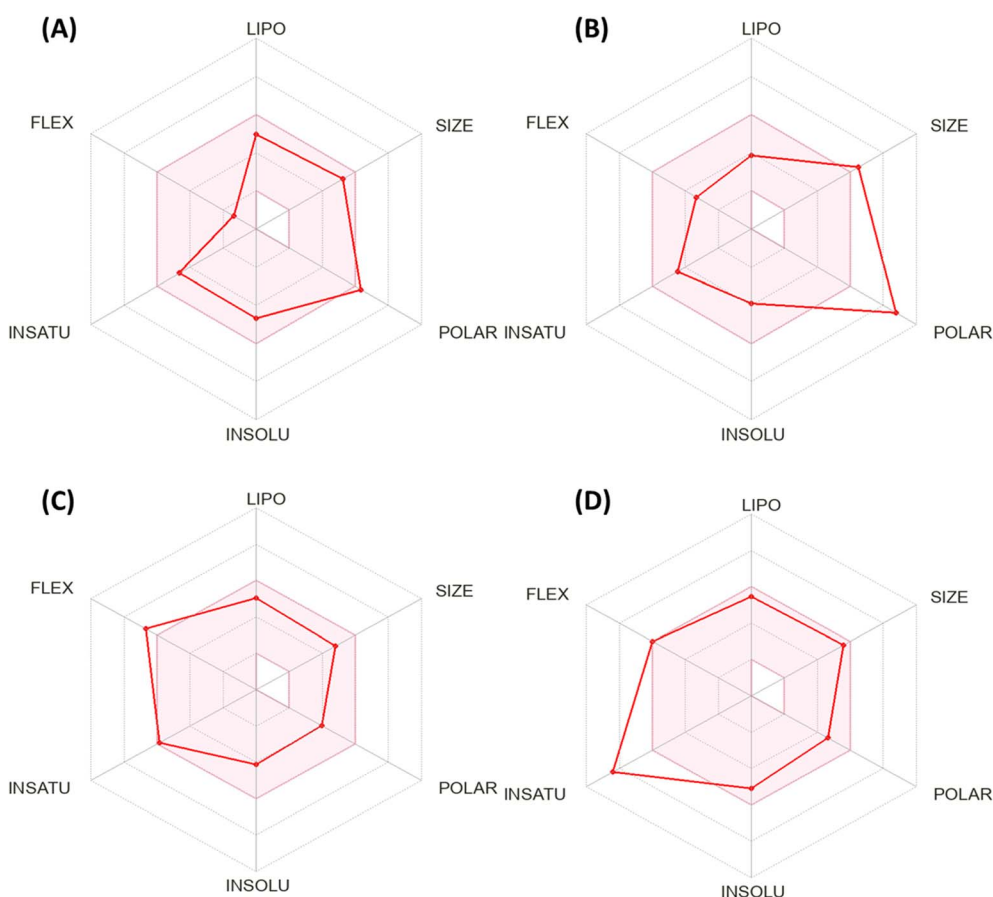 (A)
LIPO
FLEX
SIZE
INSATU
POLAR
INSOLU
(B)
LIPO
FLEX
SIZE
INSATU
POLAR
INSOLU
(C)
LIPO
FLEX
SIZE
INSATU
POLAR
INSOLU
(D)
LIPO
FLEX
SIZE
INSATU
POLAR
INSOLU